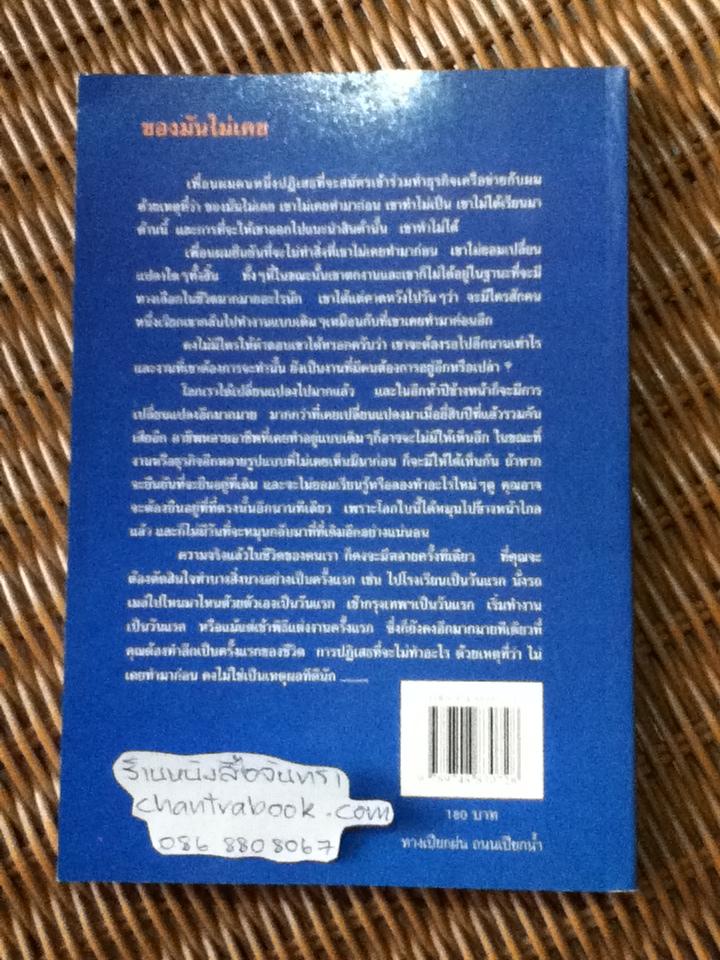 ของมันไม่เคย
เพื่อนผมคนหนึ่งปฏิเสธที่จะสมัครเข้าร่วมทำธุรกิจเครือข่ายกับผม
ด้วยเหตุที่ว่า ของมันไม่เคย เขาไม่เคยทำมาก่อน เขาทำไม่เป็น เขาไม่ได้เรียนมา
ด้านนี้ และการที่จะให้เขาออกไปแนะนำสินค้านั้น เขาทำไม่ได้
เพื่อนผมยืนยันที่จะไม่ทำสิ่งที่เขาไม่เคยทำมาก่อน เขาไม่ยอมเปลี่ยน
แปลงใด ๆ ทั้งสิ้น ทั้ง ๆ ที่ในขณะนั้นเขาตกงานและเขาก็ไม่ได้อยู่ในฐานะที่จะมี
ทางเลือกในชีวิตมากมายอะไรนัก เขาได้แต่คาดหวังไปวัน ๆ ว่า จะมีใครสักคน
หนึ่งเรียกเขากลับไปทำงานแบบเดิม ๆ เหมือนกับที่เขาเคยทำมาก่อนอีก
คงไม่มีใครให้คำตอบเขาได้หรอกครับว่า เขาจะต้องรอไปอีกนานเท่าไร
และงานที่เขาต้องการจะทำนั้น ยังเป็นงานที่มีคนต้องการอยู่อีกหรือเปล่า ?
โลกเราได้เปลี่ยนแปลงไปมากแล้ว และในอีกห้าปีข้างหน้าก็จะมีการ
เปลี่ยนแปลงอีกมากมาย มากกว่าที่เคยเปลี่ยนแปลงมาเมื่อยี่สิบปีที่แล้วรวมกัน
เสียอีก อาชีพหลายอาชีพที่เคยทำอยู่แบบเดิม ๆ ก็อาจจะไม่มีให้เห็นอีก ในขณะที่
งานหรือธุรกิจอีกหลายรูปแบบที่ไม่เคยเห็นมีมาก่อน ก็จะมีให้ได้เห็นกัน ถ้าหาก
จะยืนยันที่จะยืนอยู่ที่เดิม และจะไม่ยอมเรียนรู้หรือลองทำอะไรใหม่ ๆ ดู คุณอาจ
จะต้องยืนอยู่ที่ตรงนั้นอีกนานทีเดียว เพราะโลกใบนี้ได้หมุนไปข้างหน้าไกล
แล้ว และก็ไม่มีวันที่จะหมุนกลับมาที่ที่เดิมอีกอย่างแน่นอน
ความจริงแล้วในชีวิตของคนเรา ก็คงจะมีหลายครั้งทีเดียว ที่คุณจะ
ต้องตัดสินใจทำบางสิ่งบางอย่างเป็นครั้งแรก เช่น ไปโรงเรียนเป็นวันแรก นั่งรถ
เมล์ไปไหนมาไหนด้วยตัวเองเป็นวันแรก เข้ากรุงเทพฯเป็นวันแรก เริ่มทำงาน
เป็นวันแรก หรือแม้แต่เข้าพิธีแต่งงานครั้งแรก ซึ่งก็ยังคงอีกมากมายทีเดียวที่
คุณต้องทำอีกเป็นครั้งแรกของชีวิต การปฏิเสธที่จะไม่ทำอะไร ด้วยเหตุที่ว่า ไม่
เคยทำมาก่อน คงไม่ใช่เป็นเหตุผลที่ดีนัก
180 บาท
ทางเปียกฝน ถนนเปียกน้ำ
ร้านหนังสือจันทรา
chantrabook.com
086 8808067